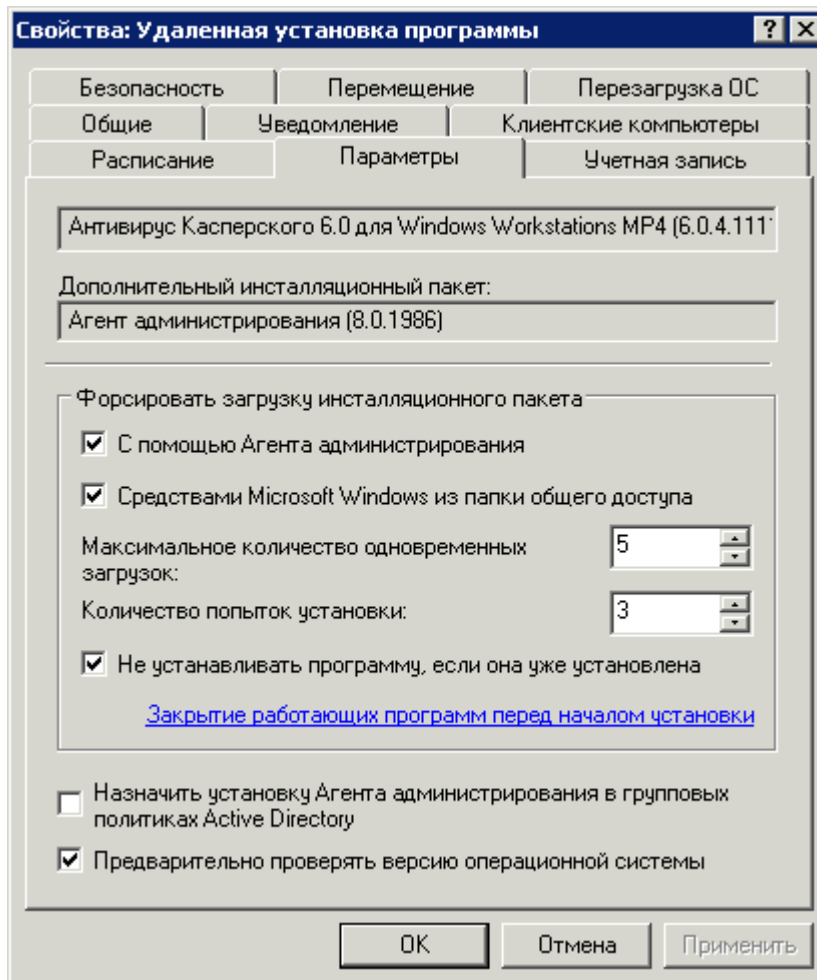 Свойства: Удаленная установка программы
Безопасность Перемещение Перезагрузка ОС
Общие Уведомление Клиентские компьютеры
Расписание Параметры Учетная запись
Антивирус Касперского 6.0 для Windows Workstations MP4 (6.0.4.111
Дополнительный инсталляционный пакет:
Агент администрирования (8.0.1986)
Форсировать загрузку инсталляционного пакета
С помощью Агента администрирования
Средствами Microsoft Windows из папки общего доступа
Максимальное количество одновременных 5
загрузок:
Количество попыток установки: 3
Не устанавливать программу, если она уже установлена
Закрытие работающих программ перед началом установки
Назначить установку Агента администрирования в групповых
политиках Active Directory
Предварительно проверять версию операционной системы
ОК Отмена Применить